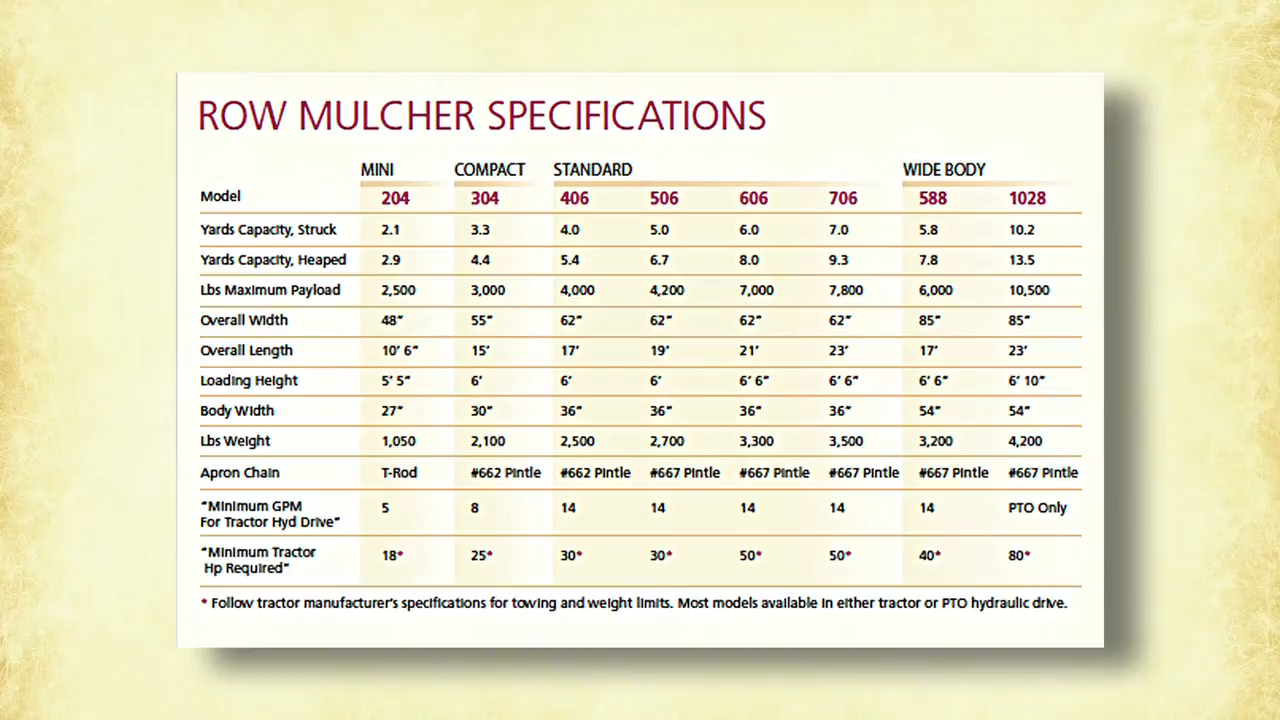 ROW MULCHER SPECIFICATIONS
MINI COMPACT STANDARD WIDE BODY
Model 204 304 406 506 606 706 588 1028
Yards Capacity, Struck 2.1 3.3 4.0 5.0 6.0 7.0 5.8 10.2
Yards Capacity, Heaped 2.9 4.4 5.4 6.7 8.0 9.3 7.8 13.5
Lbs Maximum Payload 2,500 3,000 4,000 4,200 7,000 7,800 6,000 10,500
Overall Width 48" 55" 62" 62" 62" 62" 85" 85"
Overall Length 10' 6" 15' 17' 19' 21' 23' 17' 23'
Loading Height 5' 5" 6' 6' 6' 6' 6" 6' 6" 6' 6" 6' 10"
Body Width 27" 30" 36" 36" 36" 36" 54" 54"
Lbs Weight 1,050 2,100 2,500 2,700 3,300 3,500 3,200 4,200
Apron Chain T-Rod #662 Pintle #662 Pintle #667 Pintle #667 Pintle #667 Pintle #667 Pintle #667 Pintle
"Minimum GPM
For Tractor Hyd Drive" 5 8 14 14 14 14 14 PTO Only
"Minimum Tractor
Hp Required" 18* 25* 30* 30* 50* 50* 40* 80*
* Follow tractor manufacturer's specifications for towing and weight limits. Most models available in either tractor or PTO hydraulic drive.